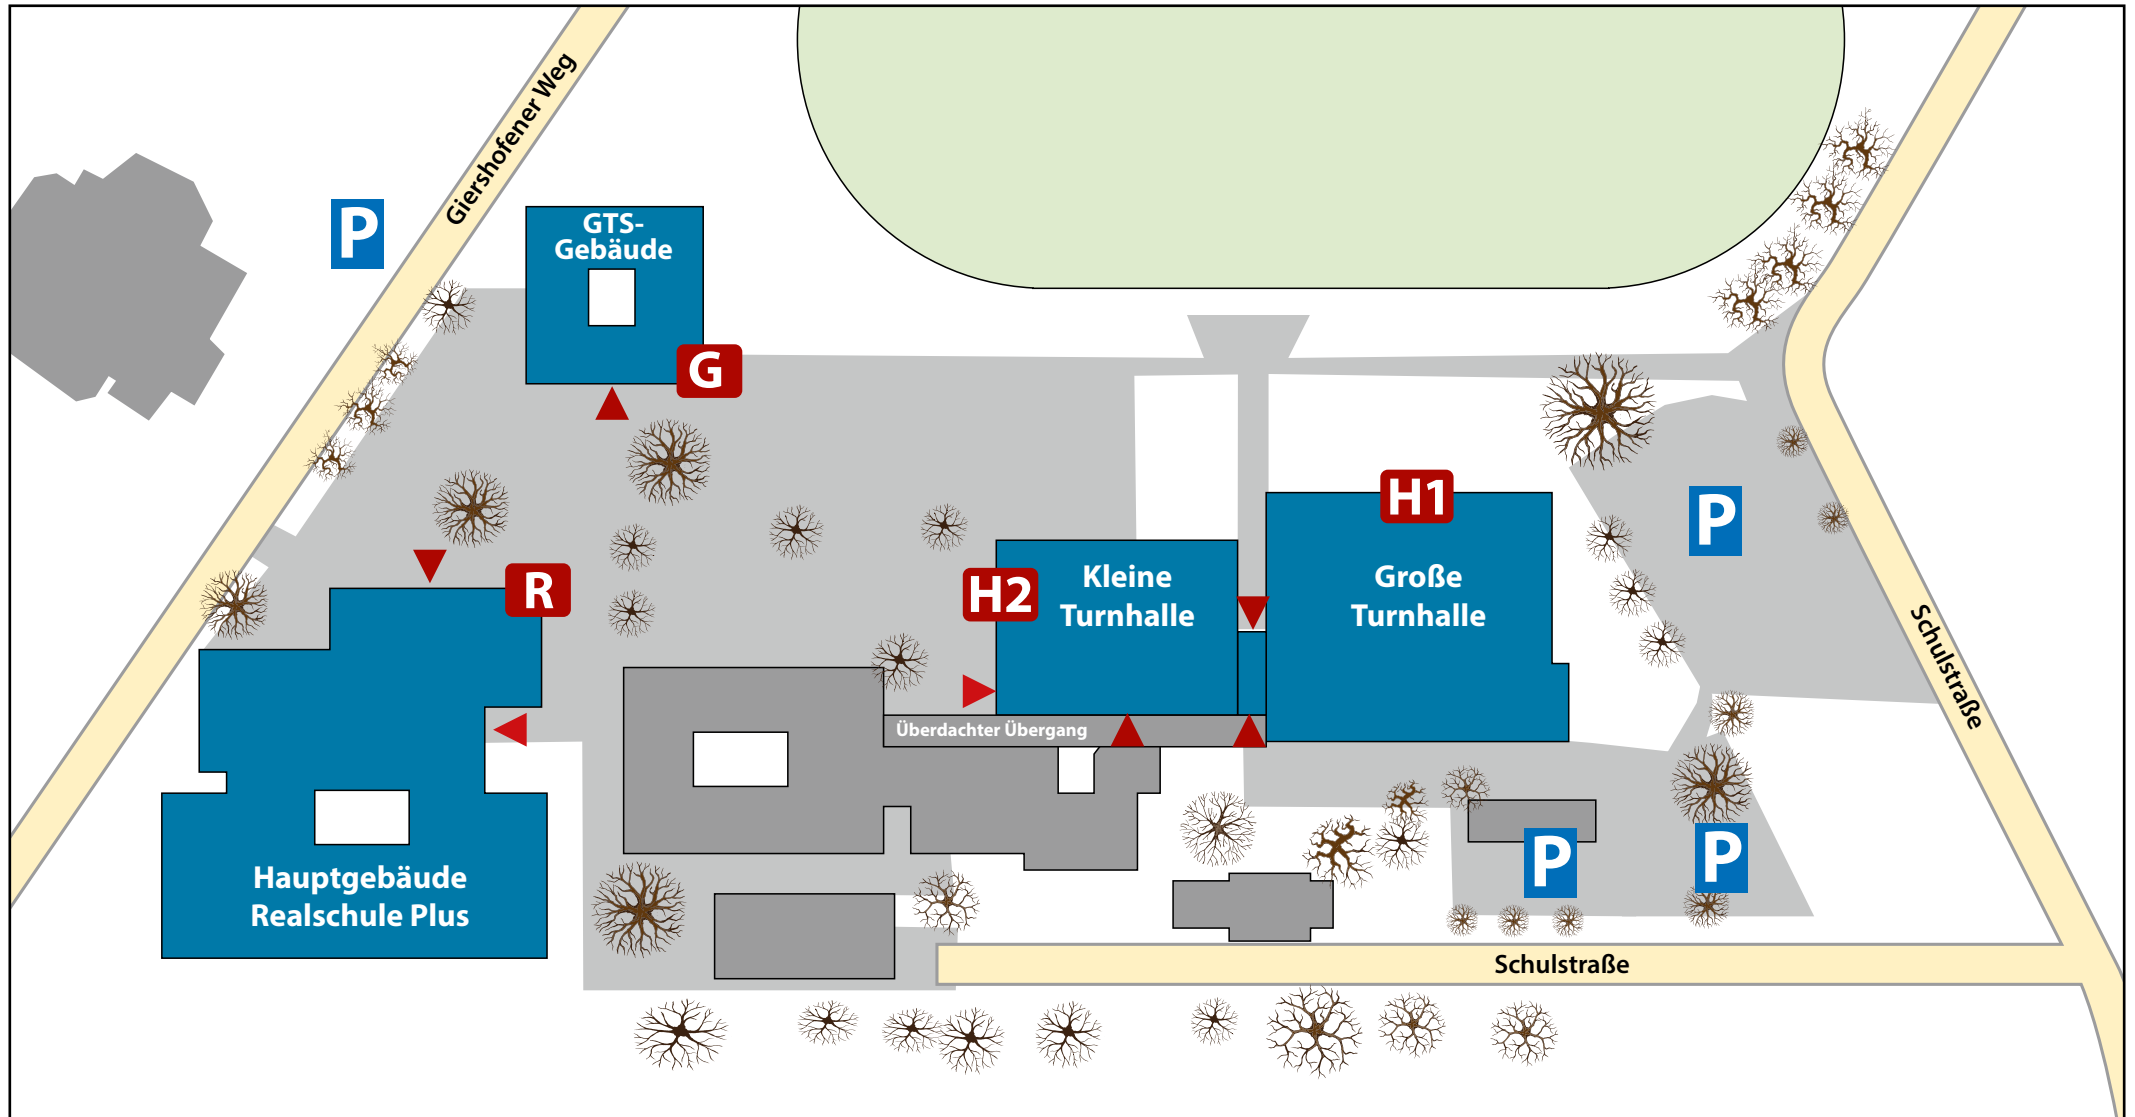 Giershofener Weg
P
GTS-
Gebäude
G
H1
P
R
H2
Kleine
Turnhalle
Große
Turnhalle
Schulstraße
Überdachter Übergang
Hauptgebäude
Realschule Plus
P
P
Schulstraße